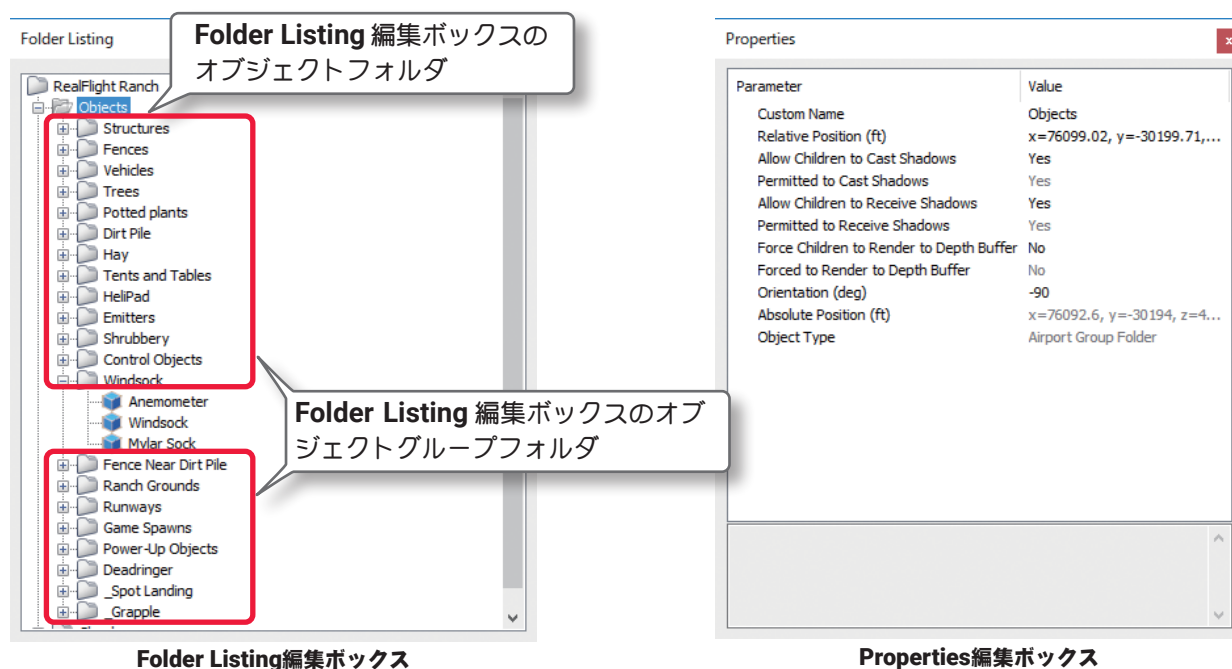 Folder Listing
Folder Listing 編集ボックスの
オブジェクトフォルダ
RealFlight Ranch
Objects
Structures
Fences
Vehicles
Trees
Potted plants
Dirt Pile
Hay
Tents and Tables
HeliPad
Emitters
Shrubbery
Control Objects
Windsock
Anemometer
Windsock
Mylar Sock
Fence Near Dirt Pile
Ranch Grounds
Runways
Game Spawns
Power-Up Objects
Deadringer
_Spot Landing
_Grapple
Folder Listing 編集ボックスのオブ
ジェクトグループフォルダ
Folder Listing編集ボックス
Properties
x
Parameter Value
Custom Name Objects
Relative Position (ft) x=76099.02, y=-30199.71,...
Allow Children to Cast Shadows Yes
Permitted to Cast Shadows Yes
Allow Children to Receive Shadows Yes
Permitted to Receive Shadows Yes
Force Children to Render to Depth Buffer No
Forced to Render to Depth Buffer No
Orientation (deg) -90
Absolute Position (ft) x=76092.6, y=-30194, z=4...
Object Type Airport Group Folder
Properties編集ボックス